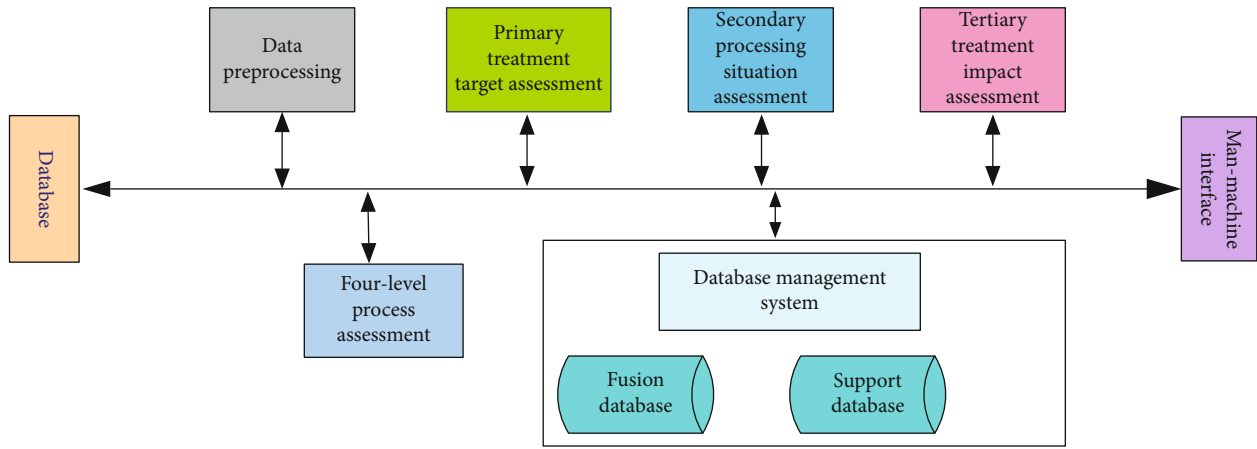 Data
preprocessing
Primary
treatment
target assessment
Secondary
processing
situation
assessment
Tertiary
treatment
impact
assessment
Database
Man-machine
interface
Four-level
process
assessment
Database management
system
Fusion
database
Support
database